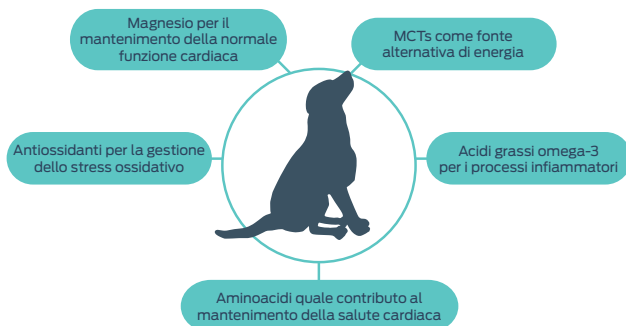 Magnesio per il
mantenimento della normale
funzione cardiaca
MCTs come fonte
alternativa di energia
Antiossidanti per la gestione
dello stress ossidativo
Acidi grassi omega-3
per i processi infiammatori
Aminoacidi quale contributo al
mantenimento della salute cardiaca